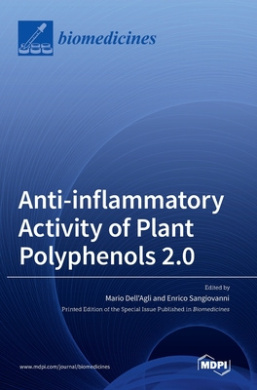 biomedicines
Anti-inflammatory
Activity of Plant
Polyphenols 2.0
Edited by
Mario Dell'Agli and Enrico Sangiovanni
Printed Edition of the Special Issue Published in Biomedicines
www.mdpi.com/journal/biomedicines
MDPI